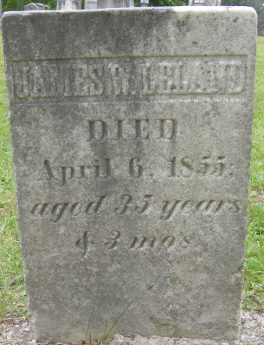 JAMES W. LELAND
DIED
April 6, 1855,
aged 35 years
& 3 mos.